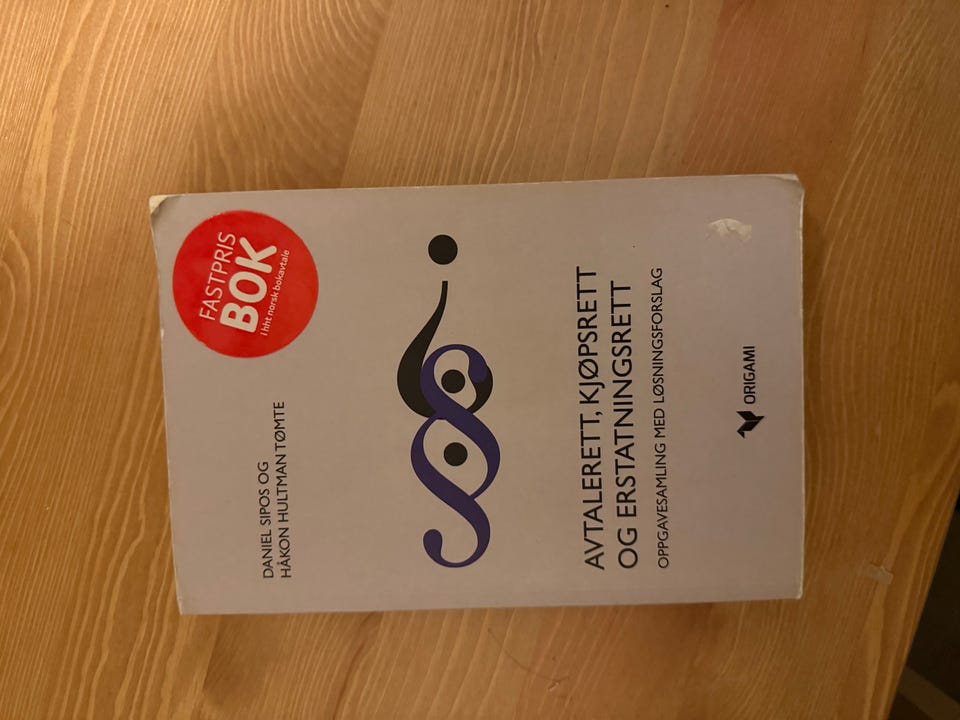 FASTPRIS
BOK
i hht norsk bokavtale
DANIEL SIPOS OG
HÅKON HULTMAN TØMTE
AVTALERETT, KJØPSRETT
OG ERSTATNINGSRETT
OPPGAVESAMLING MED LØSNINGSFORSLAG
ORIGAMI